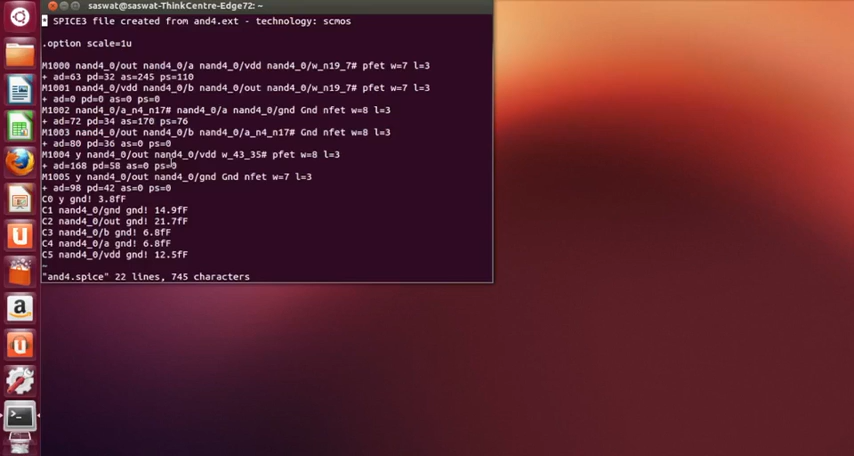 saswat@saswat-ThinkCentre-Edge72: ~
* SPICE3 file created from and4.ext - technology: scmos
.option scale=1u
M1000 nand4_0/out nand4_0/a nand4_0/vdd nand4_0/w_n19_7# pfet w=7 l=3
+ ad=63 pd=32 as=245 ps=110
M1001 nand4_0/vdd nand4_0/b nand4_0/out nand4_0/w_n19_7# pfet w=7 l=3
+ ad=0 pd=0 as=0 ps=0
M1002 nand4_0/a_n4_n17# nand4_0/a nand4_0/gnd Gnd nfet w=8 l=3
+ ad=72 pd=34 as=170 ps=76
M1003 nand4_0/out nand4_0/b nand4_0/a_n4_n17# Gnd nfet w=8 l=3
+ ad=80 pd=36 as=0 ps=0
M1004 y nand4_0/out nand4_0/vdd w_43_35# pfet w=8 l=3
+ ad=168 pd=58 as=0 ps=0
M1005 y nand4_0/out nand4_0/gnd Gnd nfet w=7 l=3
+ ad=98 pd=42 as=0 ps=0
C0 y gnd! 3.8fF
C1 nand4_0/gnd gnd! 14.9fF
C2 nand4_0/out gnd! 21.7fF
C3 nand4_0/b gnd! 6.8fF
C4 nand4_0/a gnd! 6.8fF
C5 nand4_0/vdd gnd! 12.5fF
~
"and4.spice" 22 lines, 745 characters